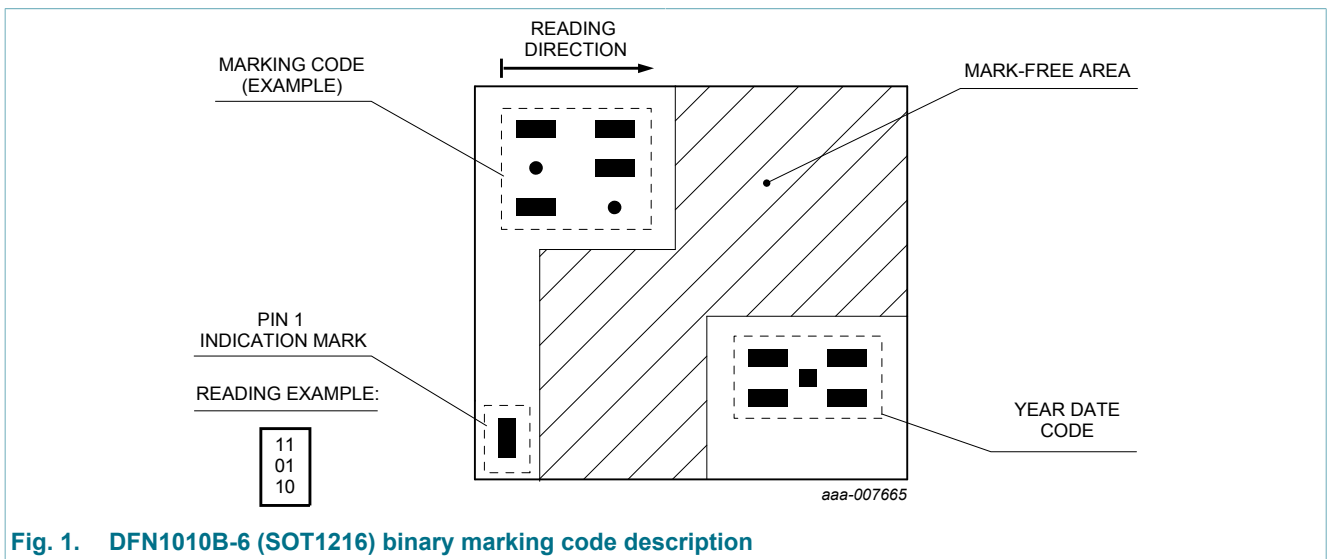 READING
DIRECTION
MARKING CODE
(EXAMPLE)
MARK-FREE AREA
PIN 1
INDICATION MARK
READING EXAMPLE:
11
01
10
YEAR DATE
CODE
aaa-007665
Fig. 1. DFN1010B-6 (SOT1216) binary marking code description